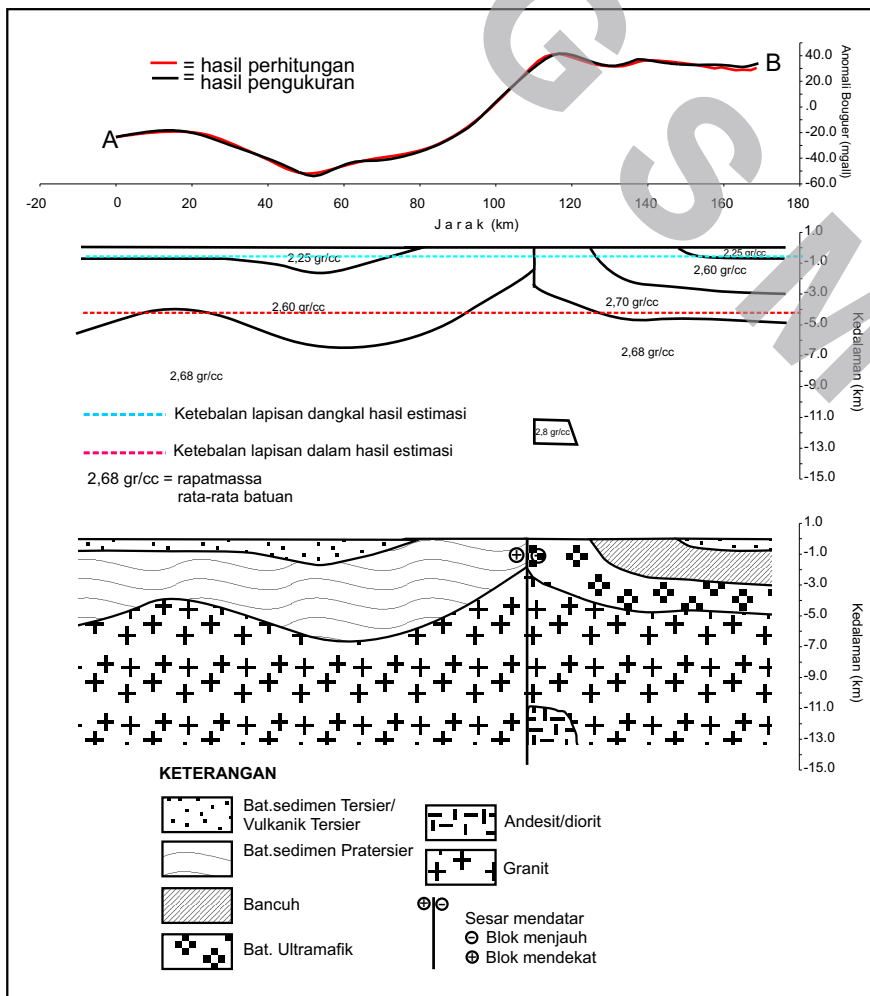 G
S
M
= hasil perhitungan
= hasil pengukuran
A
B
40.0
20.0
.0
-20.0
-40.0
-60.0
Anomali Bouguer (mgall)
-20 0 20 40 60 80 100 120 140 160 180
Jarak (km)
1.0
-1.0
-3.0
-5.0
-7.0
-9.0
-11.0
-13.0
-15.0
Kedalaman (km)
2,25 gr/cc
2,25 gr/cc
2,60 gr/cc
2,60 gr/cc
2,70 gr/cc
2,68 gr/cc
2,68 gr/cc
2,8 gr/cc
Ketebalan lapisan dangkal hasil estimasi
Ketebalan lapisan dalam hasil estimasi
2,68 gr/cc = rapatmassa
rata-rata batuan
1.0
-1.0
-3.0
-5.0
-7.0
-9.0
-11.0
-13.0
-15.0
Kedalaman (km)
KETERANGAN
Bat.sedimen Tersier/
Vulkanik Tersier
Bat.sedimen Pratersier
Bancuh
Bat. Ultramafik
Andesit/diorit
Granit
Sesar mendatar
Blok menjauh
Blok mendekat